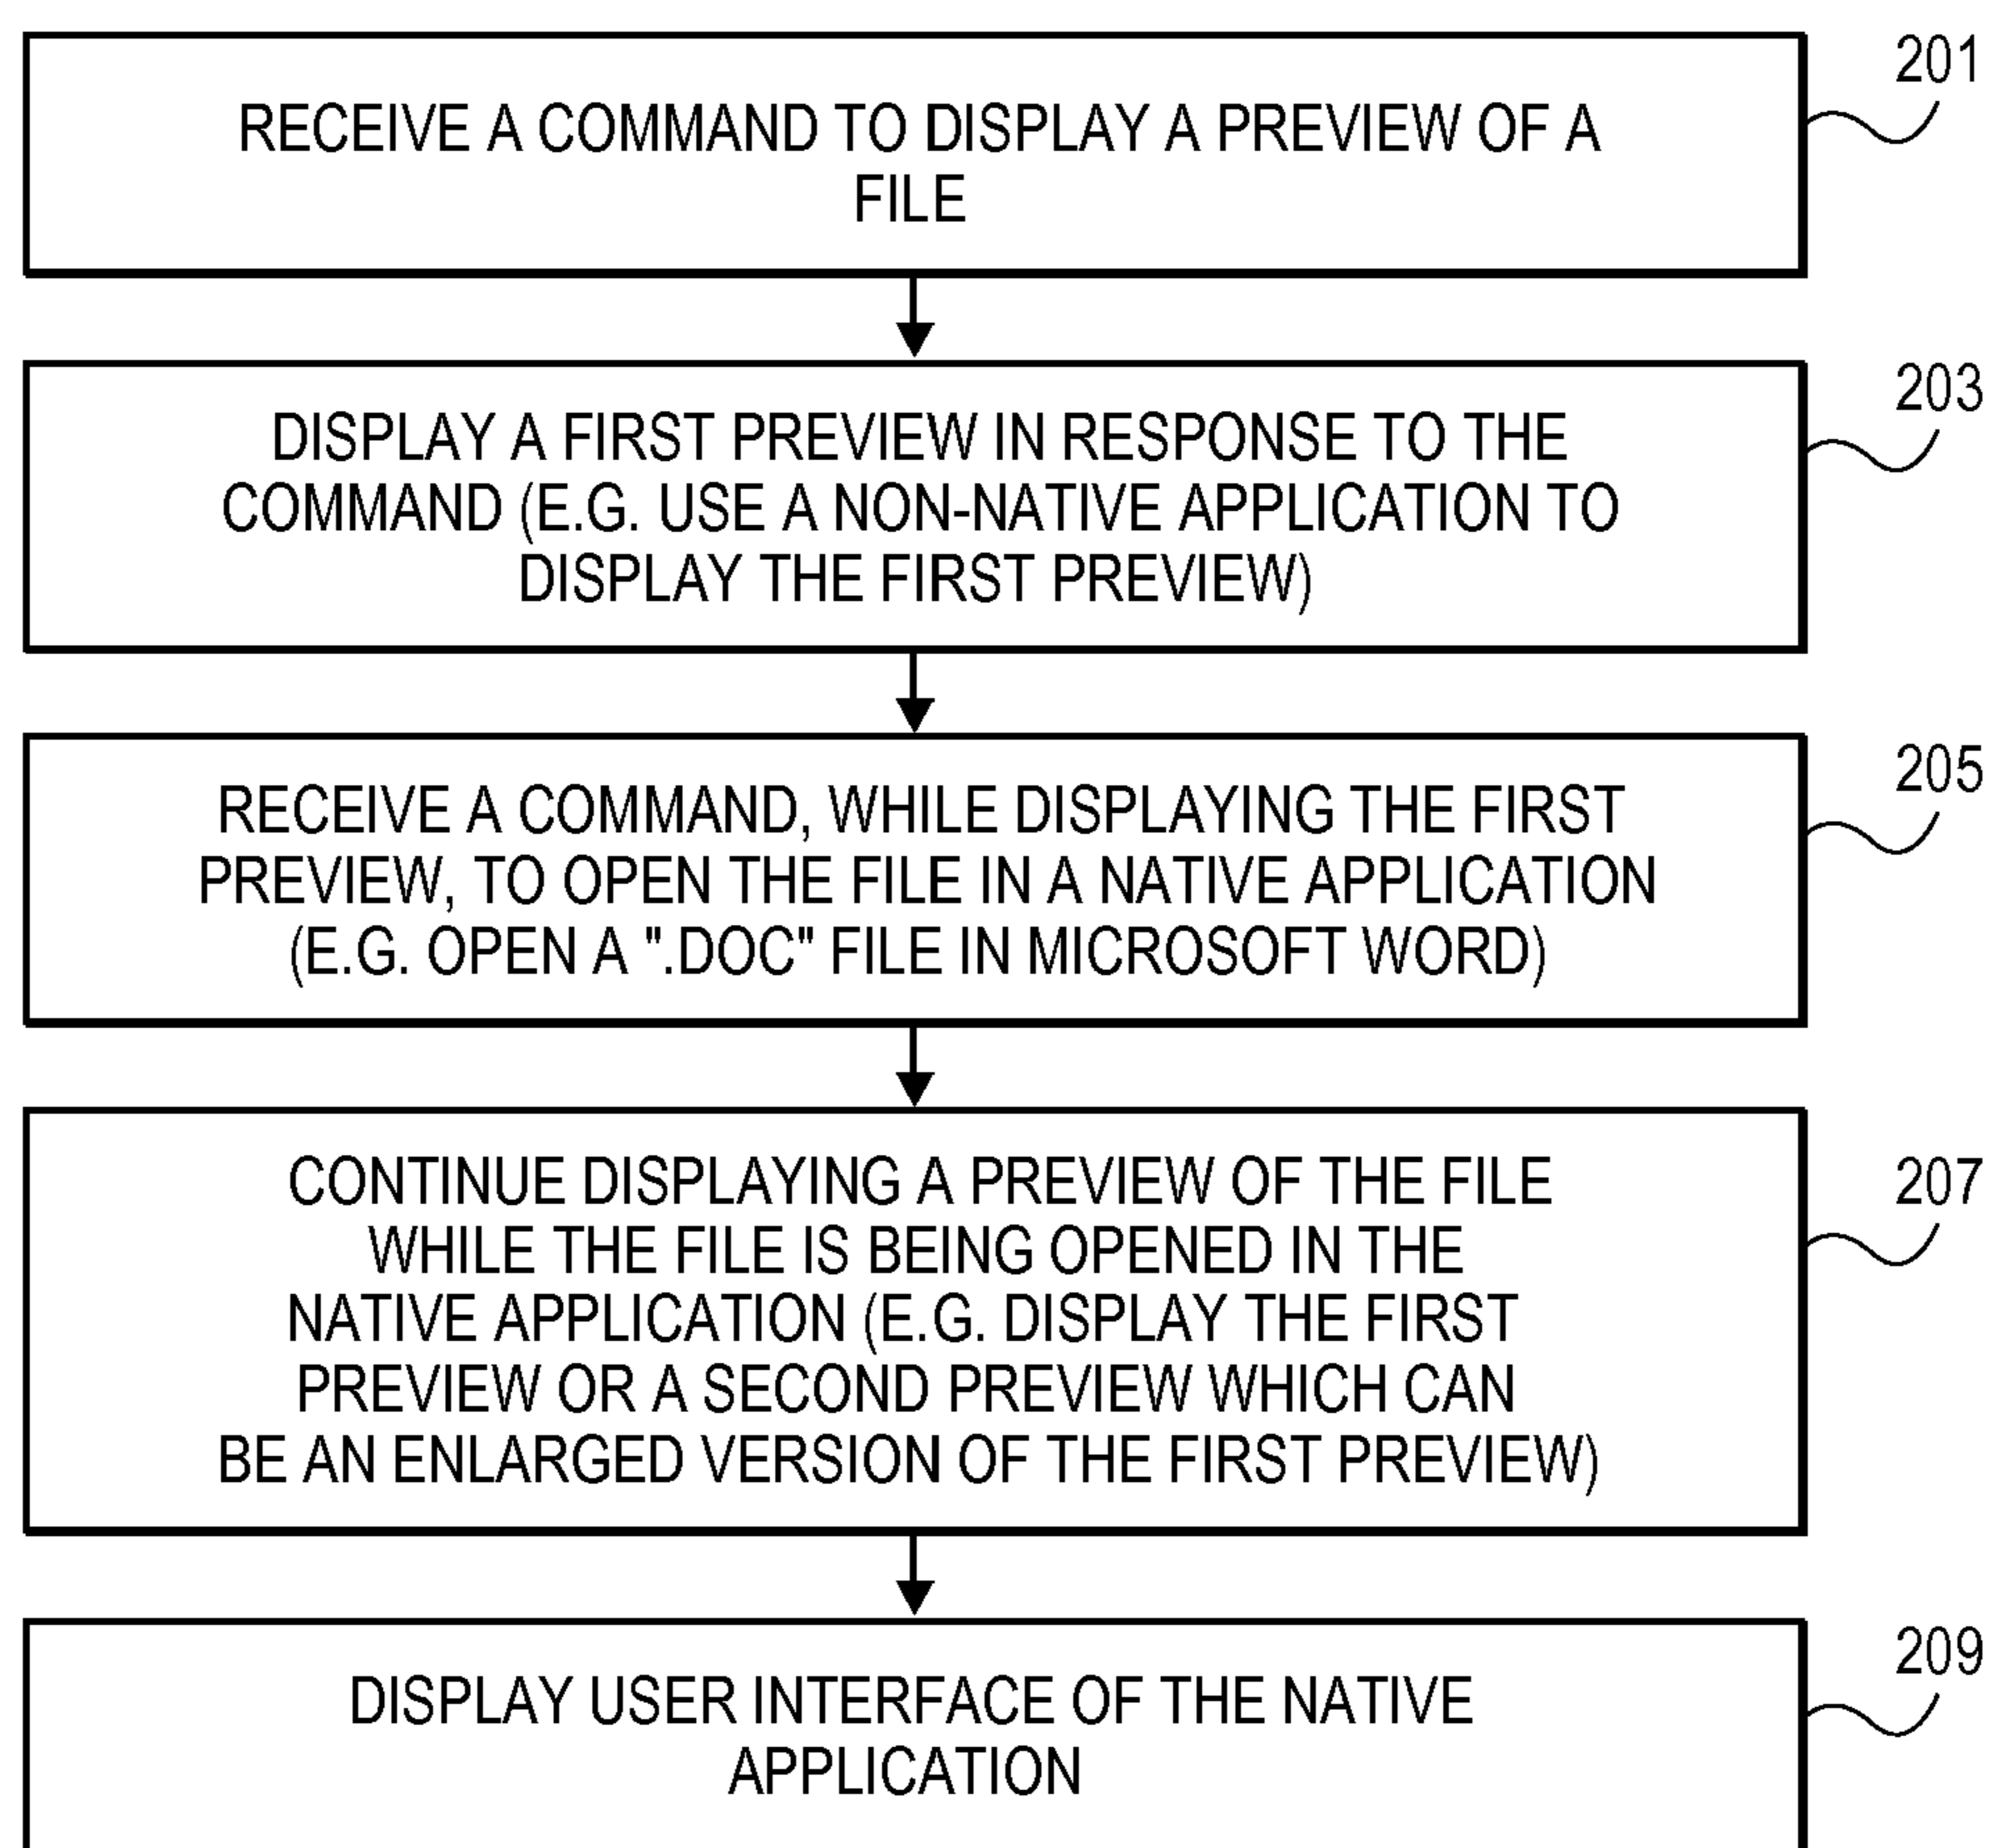 201
RECEIVE A COMMAND TO DISPLAY A PREVIEW OF A
FILE
203
DISPLAY A FIRST PREVIEW IN RESPONSE TO THE
COMMAND (E.G. USE A NON-NATIVE APPLICATION TO
DISPLAY THE FIRST PREVIEW)
205
RECEIVE A COMMAND, WHILE DISPLAYING THE FIRST
PREVIEW, TO OPEN THE FILE IN A NATIVE APPLICATION
(E.G. OPEN A ".DOC" FILE IN MICROSOFT WORD)
207
CONTINUE DISPLAYING A PREVIEW OF THE FILE
WHILE THE FILE IS BEING OPENED IN THE
NATIVE APPLICATION (E.G. DISPLAY THE FIRST
PREVIEW OR A SECOND PREVIEW WHICH CAN
BE AN ENLARGED VERSION OF THE FIRST PREVIEW)
209
DISPLAY USER INTERFACE OF THE NATIVE
APPLICATION